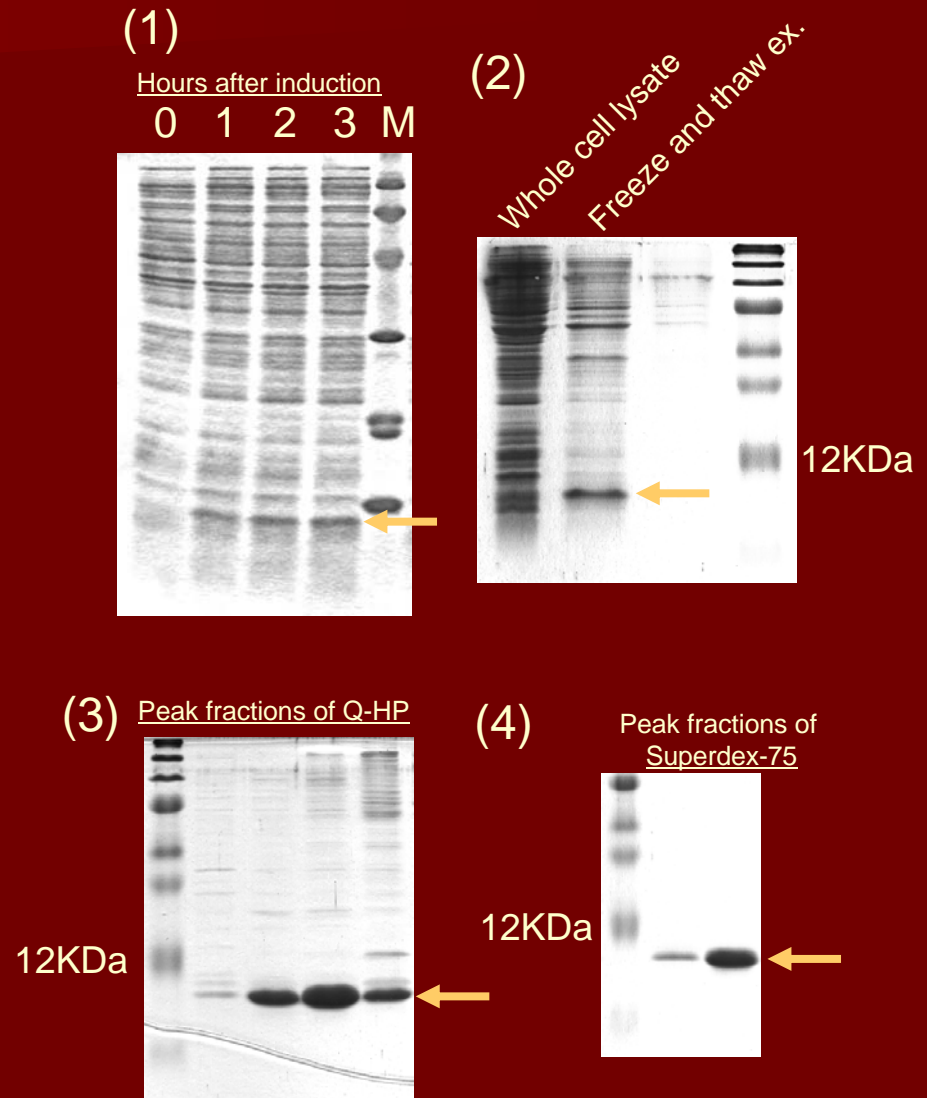 (1)
Hours after induction
0 1 2 3 M
(2)
Whole cell lysate
Freeze and thaw ex.
12KDa
(3)
Peak fractions of Q-HP
12KDa
(4)
Peak fractions of
Superdex-75
12KDa